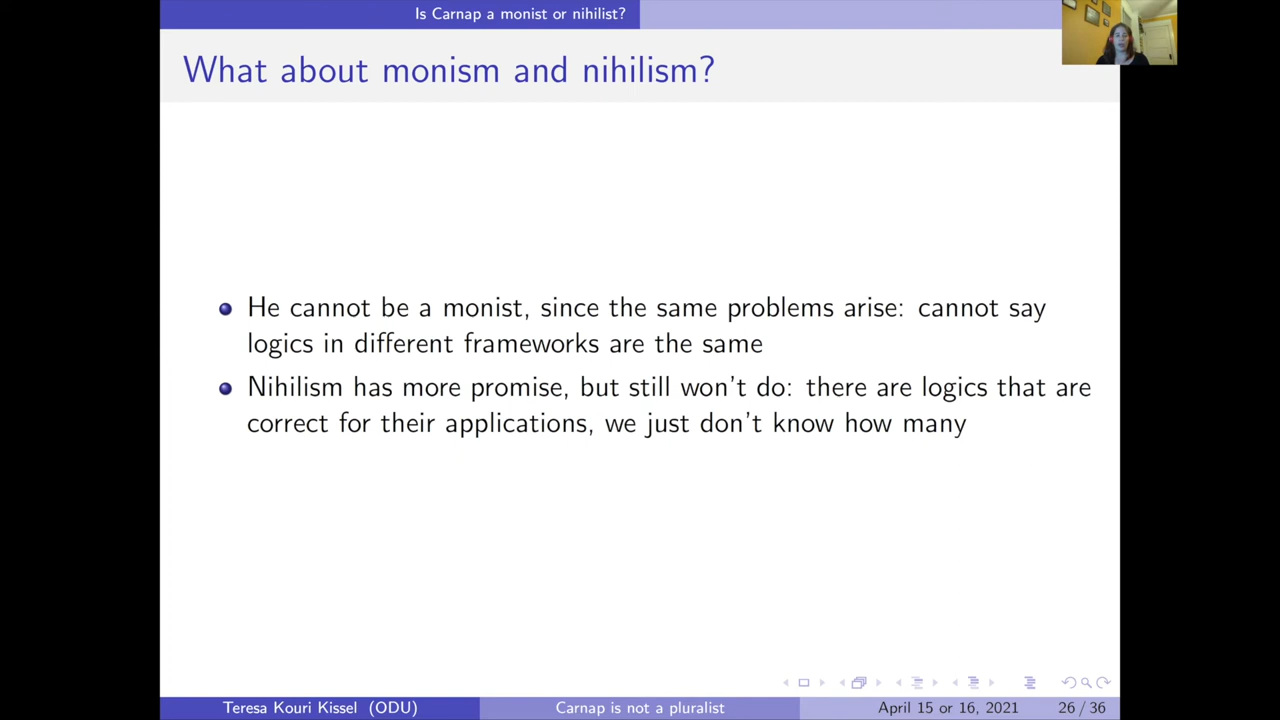 Is Carnap a monist or nihilist?
What about monism and nihilism?
He cannot be a monist, since the same problems arise: cannot say
logics in different frameworks are the same
Nihilism has more promise, but still won't do: there are logics that are
correct for their applications, we just don't know how many
Teresa Kouri Kissel (ODU)
Carnap is not a pluralist
April 15 or 16, 2021
26 / 36